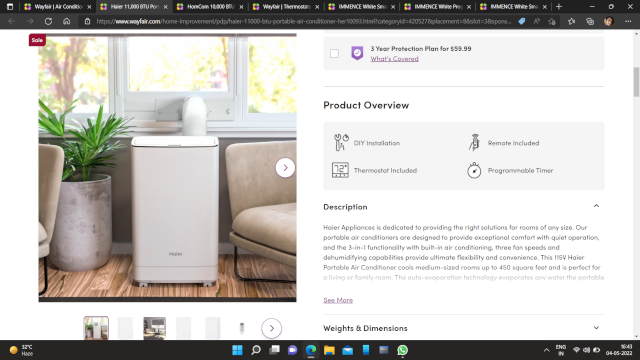 Wayfair | Air Condition
Haier 11,000 BTU Por
HomCom 10,000 BTU
Wayfair | Thermostats
IMMENCE White Sma
IMMENCE White Prog
IMMENCE White Sma
https://www.wayfair.com/home-improvement/pdp/haier-11000-btu-portable-air-conditioner-hier10093.html?categoryid=420527&placement=8&slot=3&spons...
Sale
3 Year Protection Plan for $59.99
What's Covered
Product Overview
DIY Installation
Remote Included
72°
Thermostat Included
Programmable Timer
Haier
Description
Haier Appliances is dedicated to providing the right solutions for rooms of any size. Our
portable air conditioners are designed to provide exceptional comfort with quiet operation,
and the 3-in-1 functionality with built-in air conditioning, three fan speeds and
dehumidifying capabilities provide ultimate flexibility and convenience. This 115V Haier
Portable Air Conditioner cools medium-sized rooms up to 450 square feet and is perfect for
a living or family room. The auto-evaporation technology evaporates any water the portable
See More
Weights & Dimensions
32°C
Haze
ENG
IN
16:43
04-05-2022